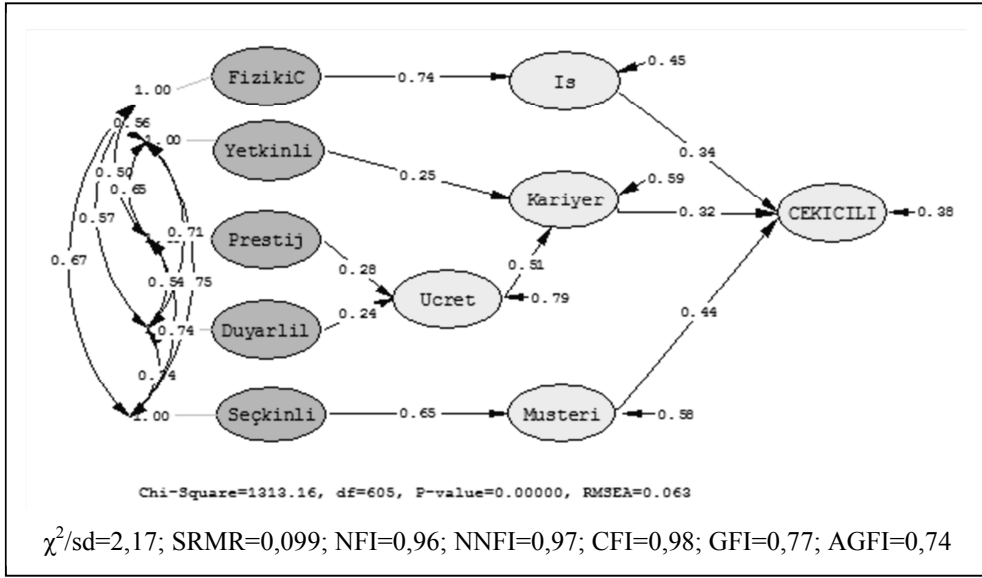 FizikiC 0.74 Is 0.45
1.00
0.56 1.00 Yetkinli
0.34
0.50 0.65 0.25 0.59
Kariyer 0.32 CEKICILI 0.38
0.57 0.71 Prestij
0.67 0.75 0.28 0.51
0.54 Ucret 0.79
0.74 Duyarlil 0.24 0.44
0.74
1.00 Seçkinli 0.65 Musteri 0.58
Chi-Square=1313.16, df=605, P-value=0.00000, RMSEA=0.063
χ²/sd=2,17; SRMR=0,099; NFI=0,96; NNFI=0,97; CFI=0,98; GFI=0,77; AGFI=0,74